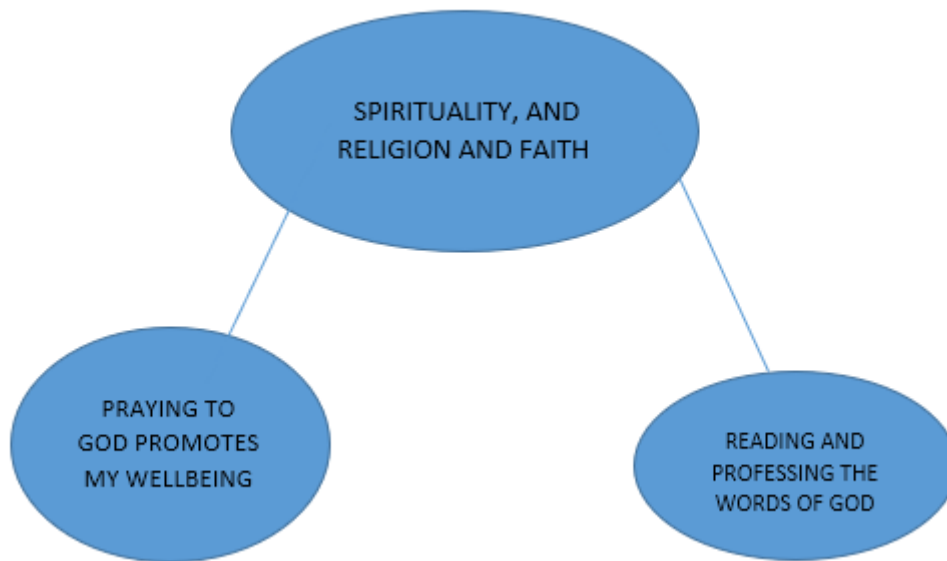 SPIRITUALITY, AND
RELIGION AND FAITH
PRAYING TO
GOD PROMOTES
MY WELLBEING
READING AND
PROFESSING THE
WORDS OF GOD